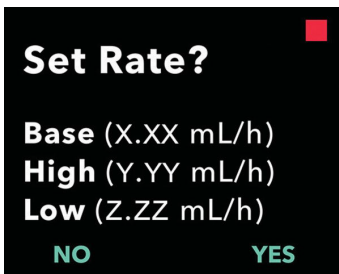 Set Rate?
Base (X.XX mL/h)
High (Y.YY mL/h)
Low (Z.ZZ mL/h)
NO YES